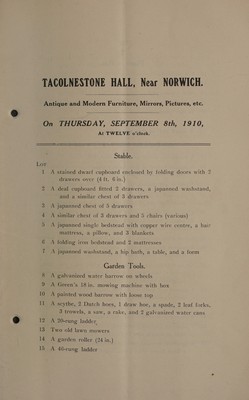 TACOLNESTONE HALL, Near NORWICH.
Antique and Modern Furniture, Mirrors, Pictures, etc.
On THURSDAY, SEPTEMBER 8th, 1910,
At TWELVE o'clock.
Stable.
Lot
1 A stained dwarf cupboard enclosed by folding doors with 2
drawers over (4 ft. 6 in.)
2 A deal cupboard fitted 2 drawers, a japanned washstand,
and a similar chest of 3 drawers
3 A japanned chest of 5 drawers
4 A similar chest of 3 drawers and 5 chairs (various)
5 A japanned single bedstead with copper wire centre, a hair
mattress, a pillow, and 3 blankets
6 A folding iron bedstead and 2 mattresses
7 A japanned washstand, a hip bath, a table, and a form
Garden Tools.
8 A galvanized water barrow on wheels
9 A Green's 18 in. mowing machine with box
10 A painted wood barrow with loose top
11 A scythe, 2 Dutch hoes, 1 draw hoe, a spade, 2 leaf forks,
3 trowels, a saw, a rake, and 2 galvanized water cans
12 A 20-rung ladder
13 Two old lawn mowers
14 A garden roller (24 in.)
15 A 40-rung ladder